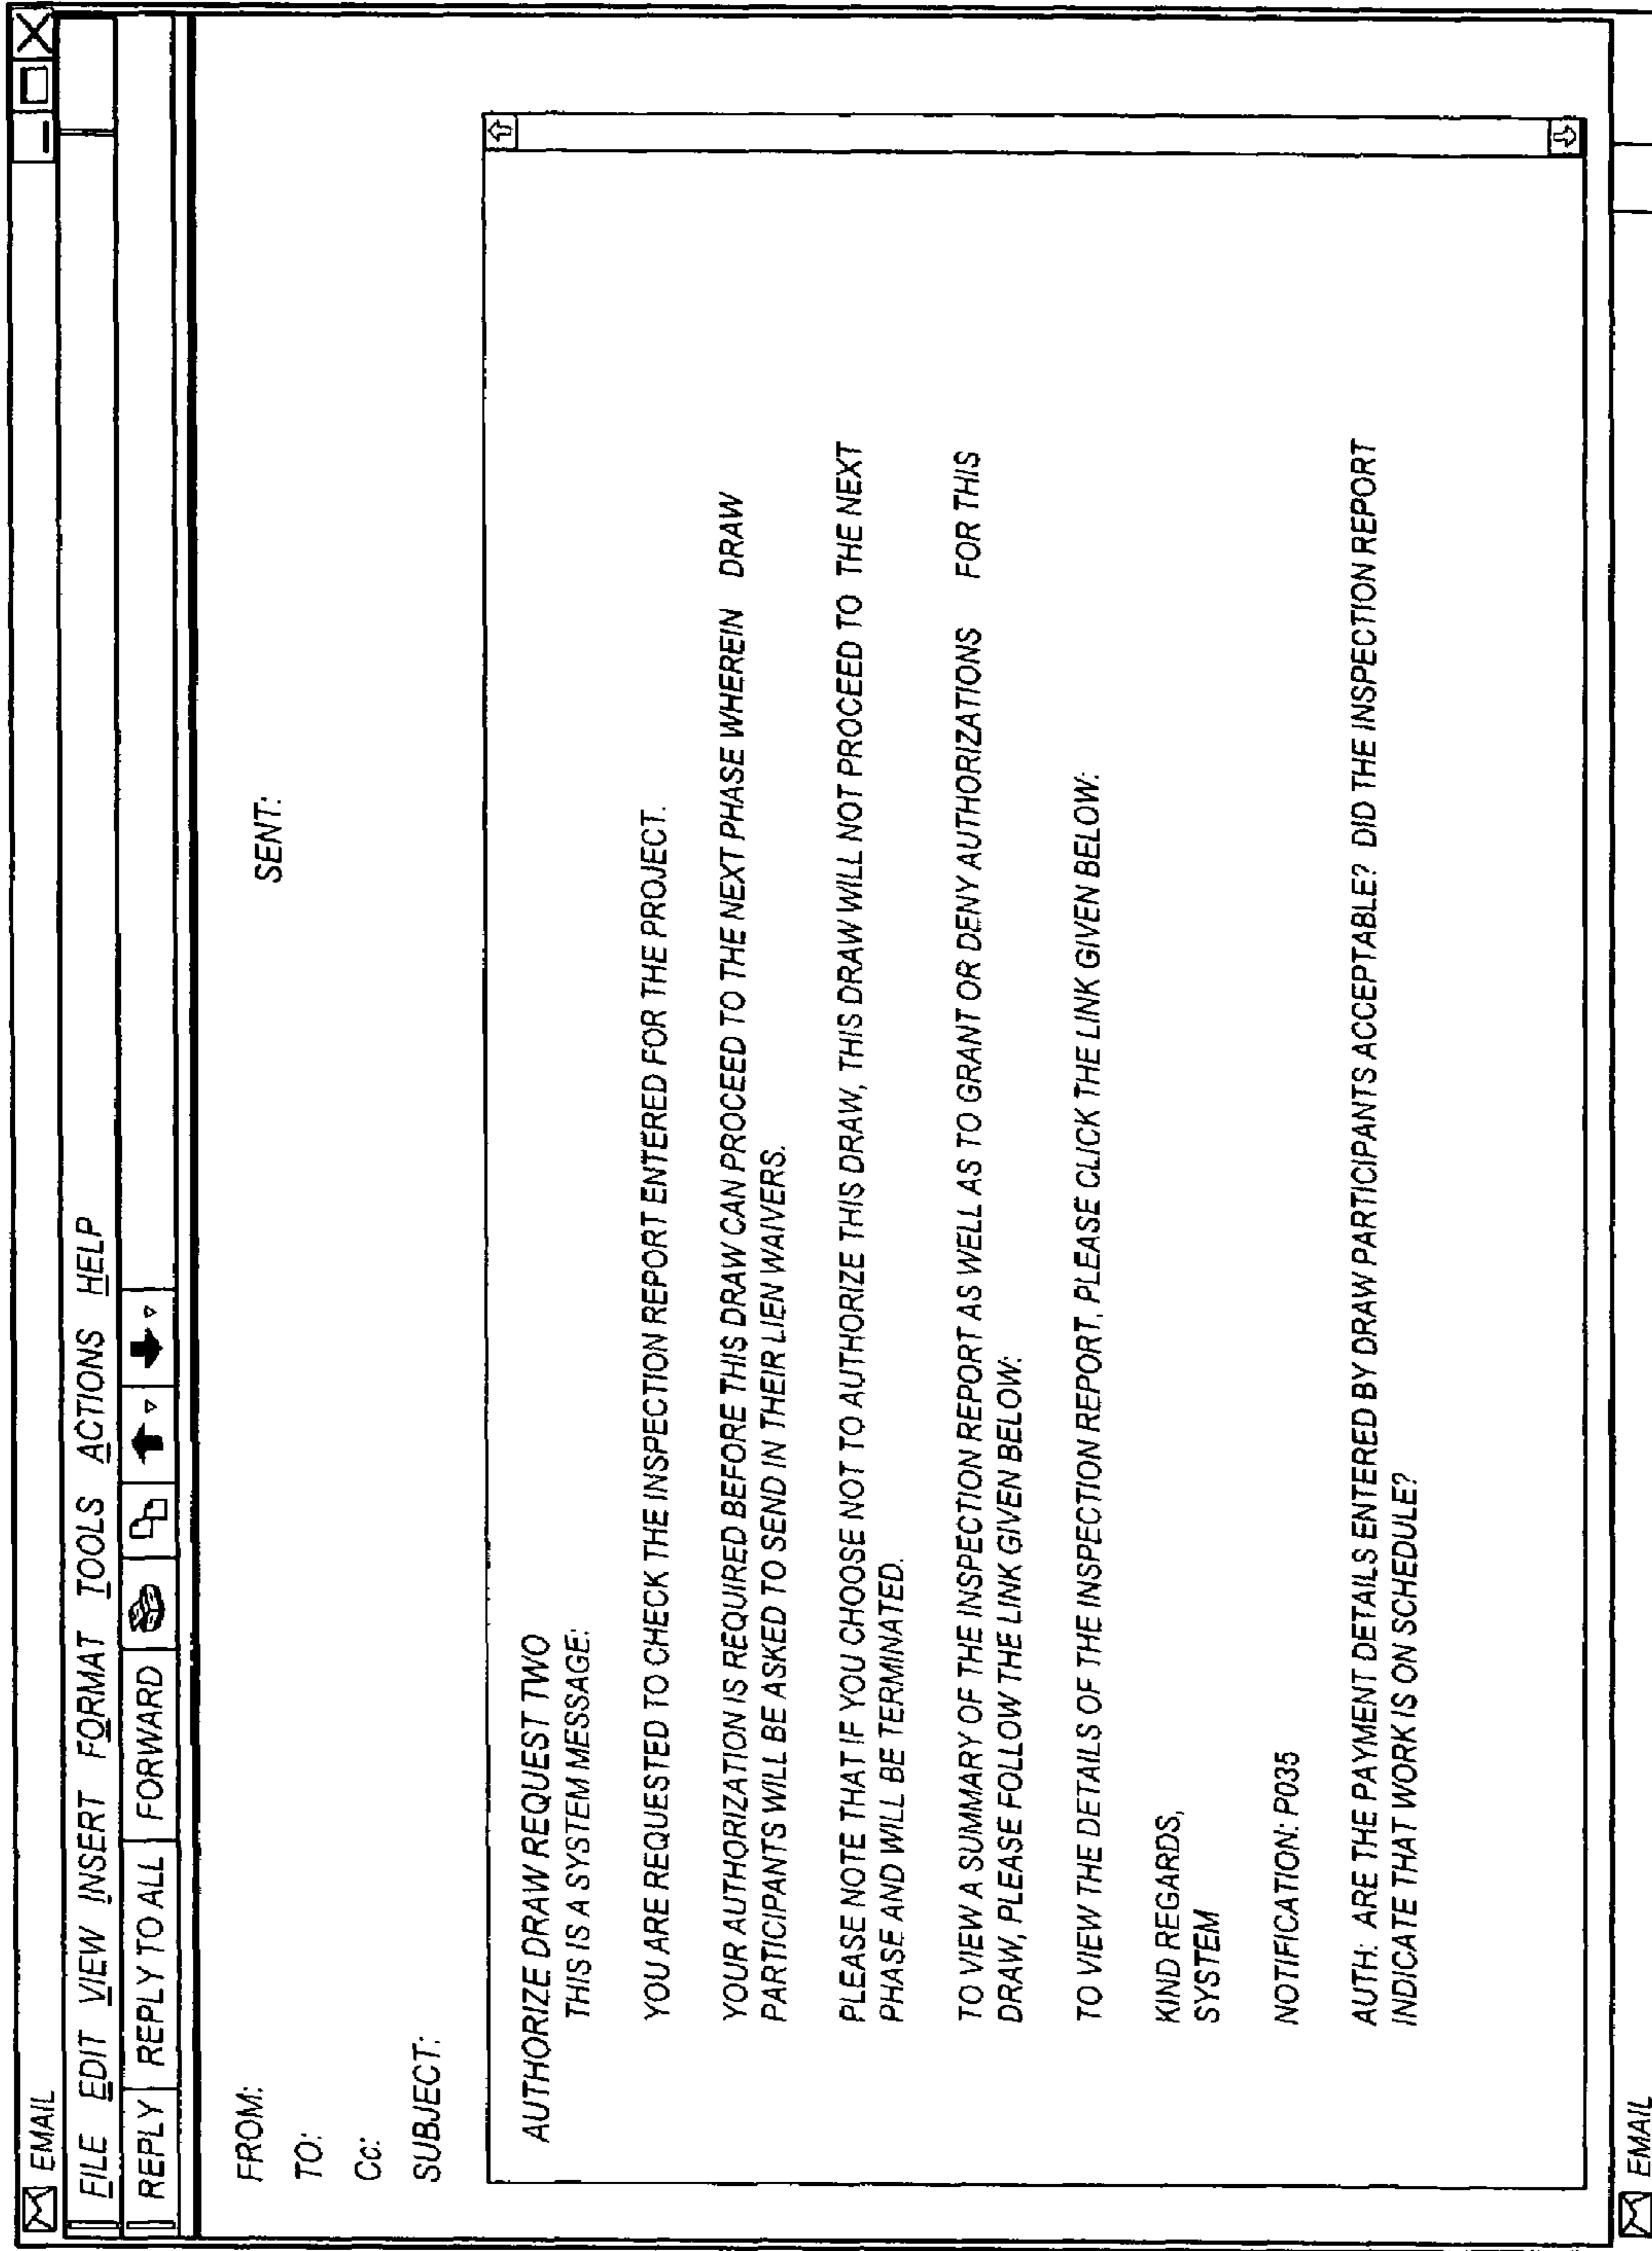 EMAIL
FILE EDIT VIEW INSERT FORMAT TOOLS ACTIONS HELP
REPLY REPLY TO ALL FORWARD
FROM: SENT:
TO:
Cc:
SUBJECT:
AUTHORIZE DRAW REQUEST TWO
THIS IS A SYSTEM MESSAGE:
YOU ARE REQUESTED TO CHECK THE INSPECTION REPORT ENTERED FOR THE PROJECT.
YOUR AUTHORIZATION IS REQUIRED BEFORE THIS DRAW CAN PROCEED TO THE NEXT PHASE WHEREIN DRAW
PARTICIPANTS WILL BE ASKED TO SEND IN THEIR LIEN WAIVERS.
PLEASE NOTE THAT IF YOU CHOOSE NOT TO AUTHORIZE THIS DRAW, THIS DRAW WILL NOT PROCEED TO THE NEXT
PHASE AND WILL BE TERMINATED.
TO VIEW A SUMMARY OF THE INSPECTION REPORT AS WELL AS TO GRANT OR DENY AUTHORIZATIONS FOR THIS
DRAW, PLEASE FOLLOW THE LINK GIVEN BELOW:
TO VIEW THE DETAILS OF THE INSPECTION REPORT, PLEASE CLICK THE LINK GIVEN BELOW:
KIND REGARDS,
SYSTEM
NOTIFICATION: P035
AUTH: ARE THE PAYMENT DETAILS ENTERED BY DRAW PARTICIPANTS ACCEPTABLE? DID THE INSPECTION REPORT
INDICATE THAT WORK IS ON SCHEDULE?
EMAIL